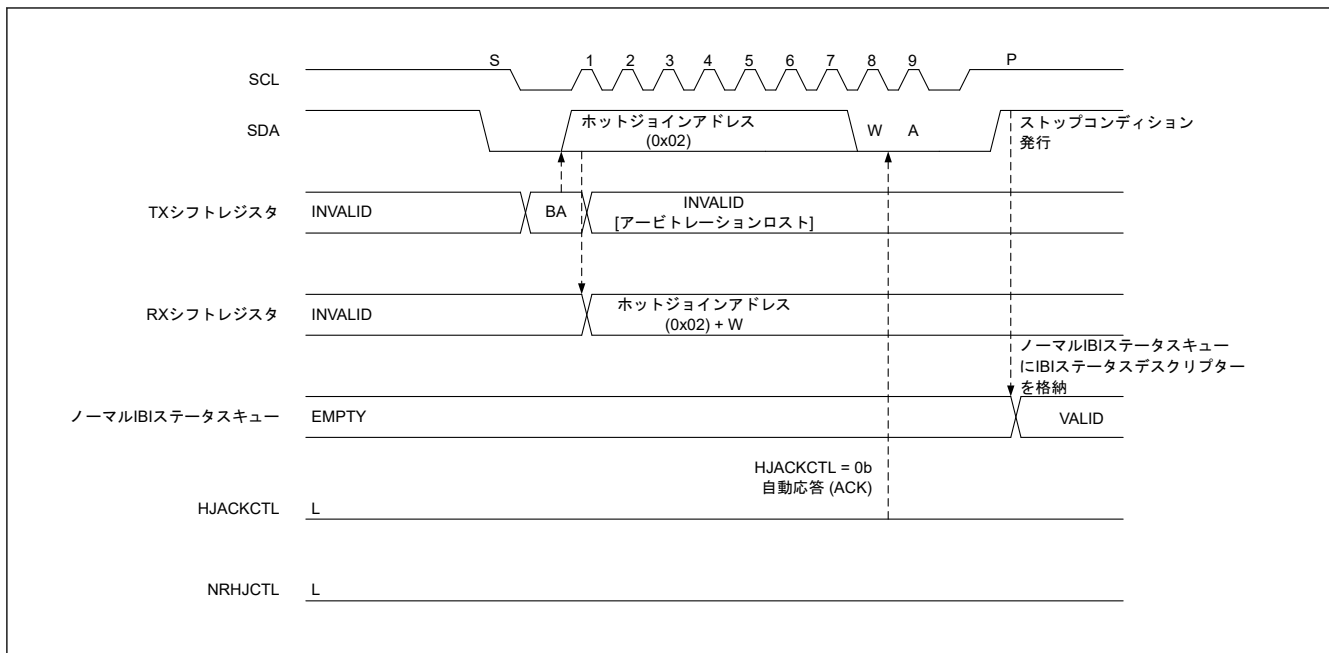 S 1 2 3 4 5 6 7 8 9 P
SCL
SDA
ホットジョインアドレス
(0x02)
W A
ストップコンディション
発行
TXシフトレジスタ
INVALID
BA
INVALID
[アービトレーションロスト]
RXシフトレジスタ
INVALID
ホットジョインアドレス
(0x02) + W
ノーマルIBIステータスキュー
にIBIステータスデスクリプター
を格納
ノーマルIBIステータスキュー
EMPTY
VALID
HJACKCTL = 0b
自動応答 (ACK)
HJACKCTL
L
NRHJCTL
L